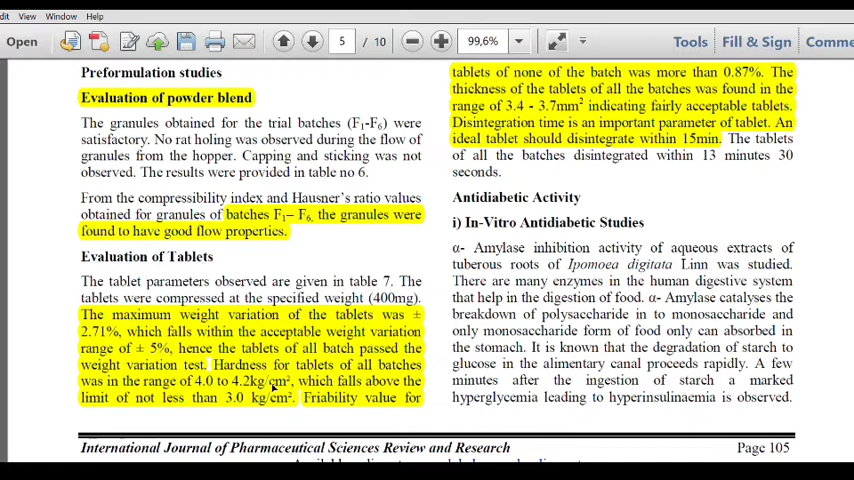 dit View Window Help
Open 5 / 10 99,6% Tools Fill & Sign Comme
Preformulation studies
Evaluation of powder blend
The granules obtained for the trial batches (F1-F6) were
satisfactory. No rat holing was observed during the flow of
granules from the hopper. Capping and sticking was not
observed. The results were provided in table no 6.
From the compressibility index and Hausner's ratio values
obtained for granules of batches F1– F6, the granules were
found to have good flow properties.
Evaluation of Tablets
The tablet parameters observed are given in table 7. The
tablets were compressed at the specified weight (400mg).
The maximum weight variation of the tablets was ±
2.71%, which falls within the acceptable weight variation
range of ± 5%, hence the tablets of all batch passed the
weight variation test. Hardness for tablets of all batches
was in the range of 4.0 to 4.2kg/cm², which falls above the
limit of not less than 3.0 kg/cm². Friability value for
tablets of none of the batch was more than 0.87%. The
thickness of the tablets of all the batches was found in the
range of 3.4 - 3.7mm² indicating fairly acceptable tablets.
Disintegration time is an important parameter of tablet. An
ideal tablet should disintegrate within 15min. The tablets
of all the batches disintegrated within 13 minutes 30
seconds.
Antidiabetic Activity
i) In-Vitro Antidiabetic Studies
α- Amylase inhibition activity of aqueous extracts of
tuberous roots of Ipomoea digitata Linn was studied.
There are many enzymes in the human digestive system
that help in the digestion of food. α- Amylase catalyses the
breakdown of polysaccharide in to monosaccharide and
only monosaccharide form of food only can absorbed in
the stomach. It is known that the degradation of starch to
glucose in the alimentary canal proceeds rapidly. A few
minutes after the ingestion of starch a marked
hyperglycemia leading to hyperinsulinaemia is observed.
International Journal of Pharmaceutical Sciences Review and Research Page 105